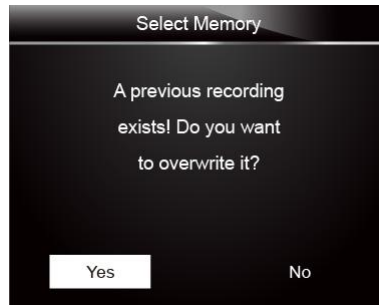 Select Memory
A previous recording
exists! Do you want
to overwrite it?
Yes No